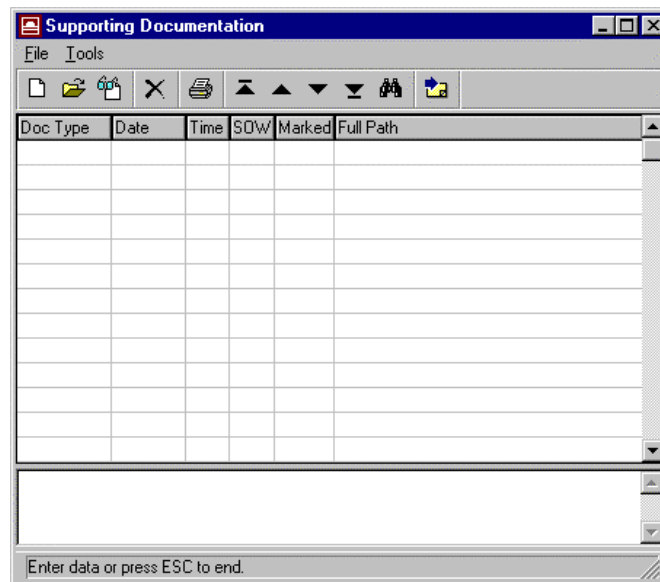 Supporting Documentation
File Tools
Doc Type Date Time SOW Marked Full Path
Enter data or press ESC to end.